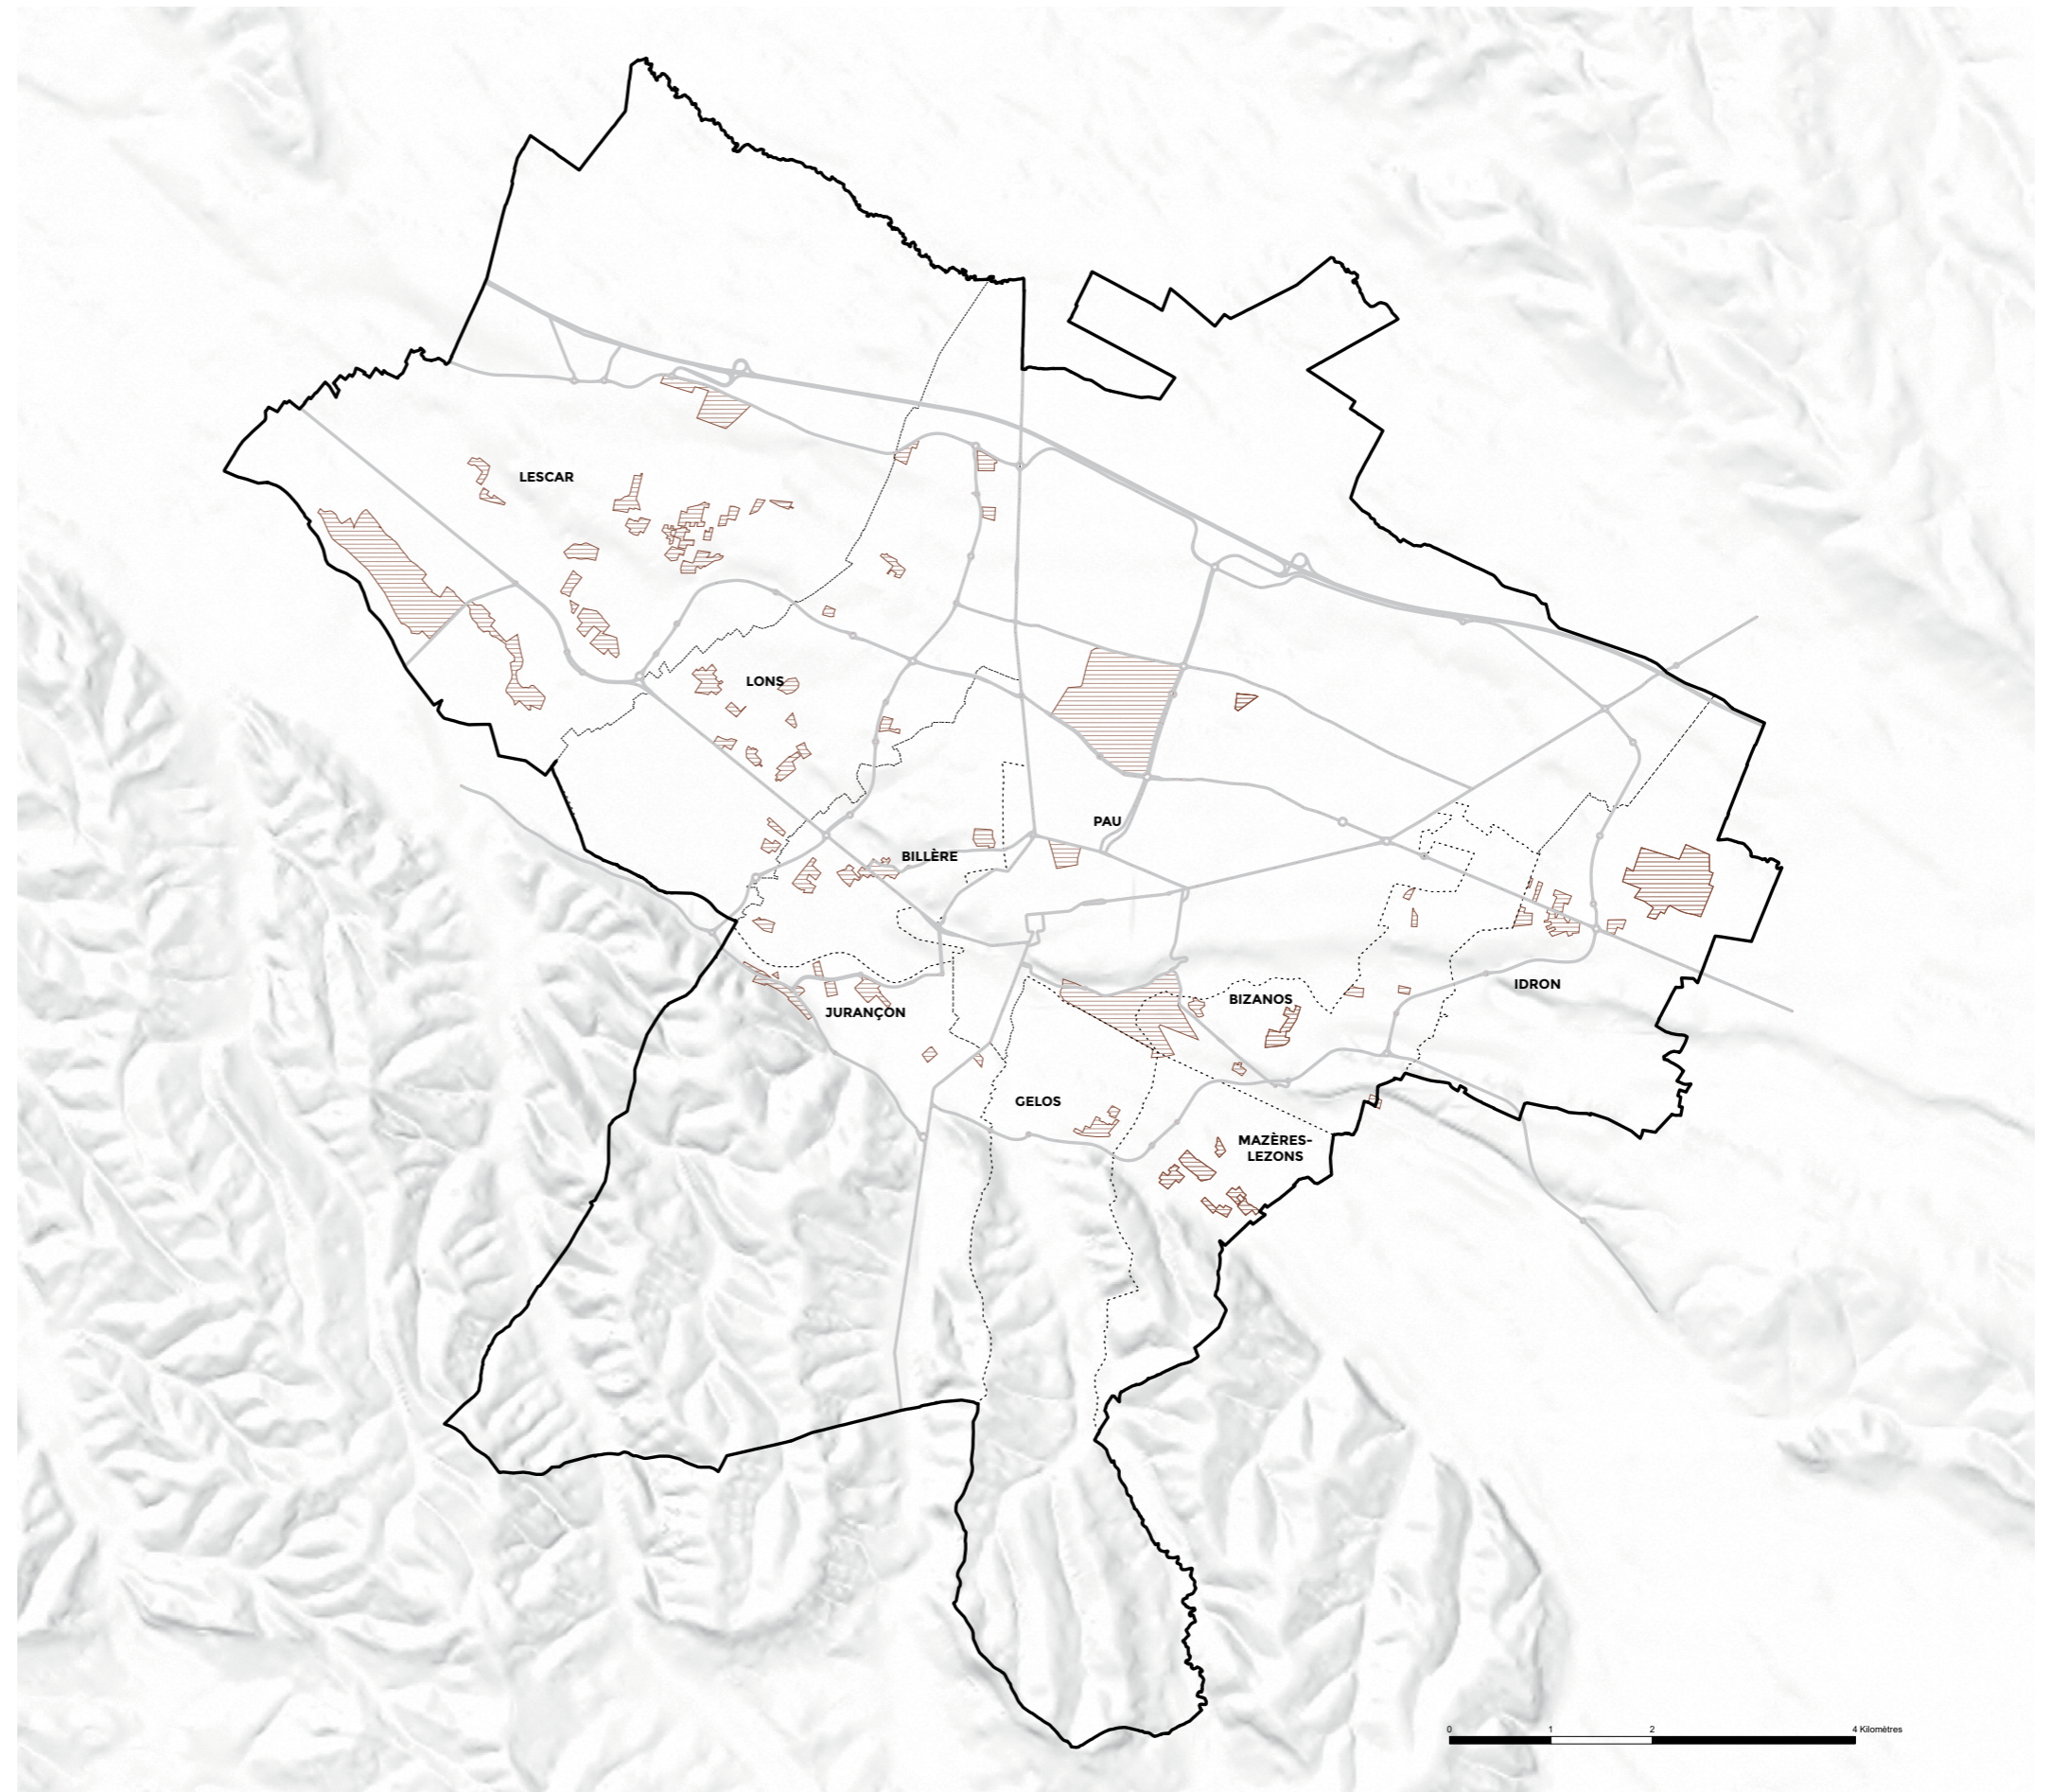 LESCAR
LONS
PAU
BILLÈRE
IDRON
BIZANOS
JURANÇON
GELOS
MAZÈRES-
LEZONS
0 1 2 4 Kilomètres